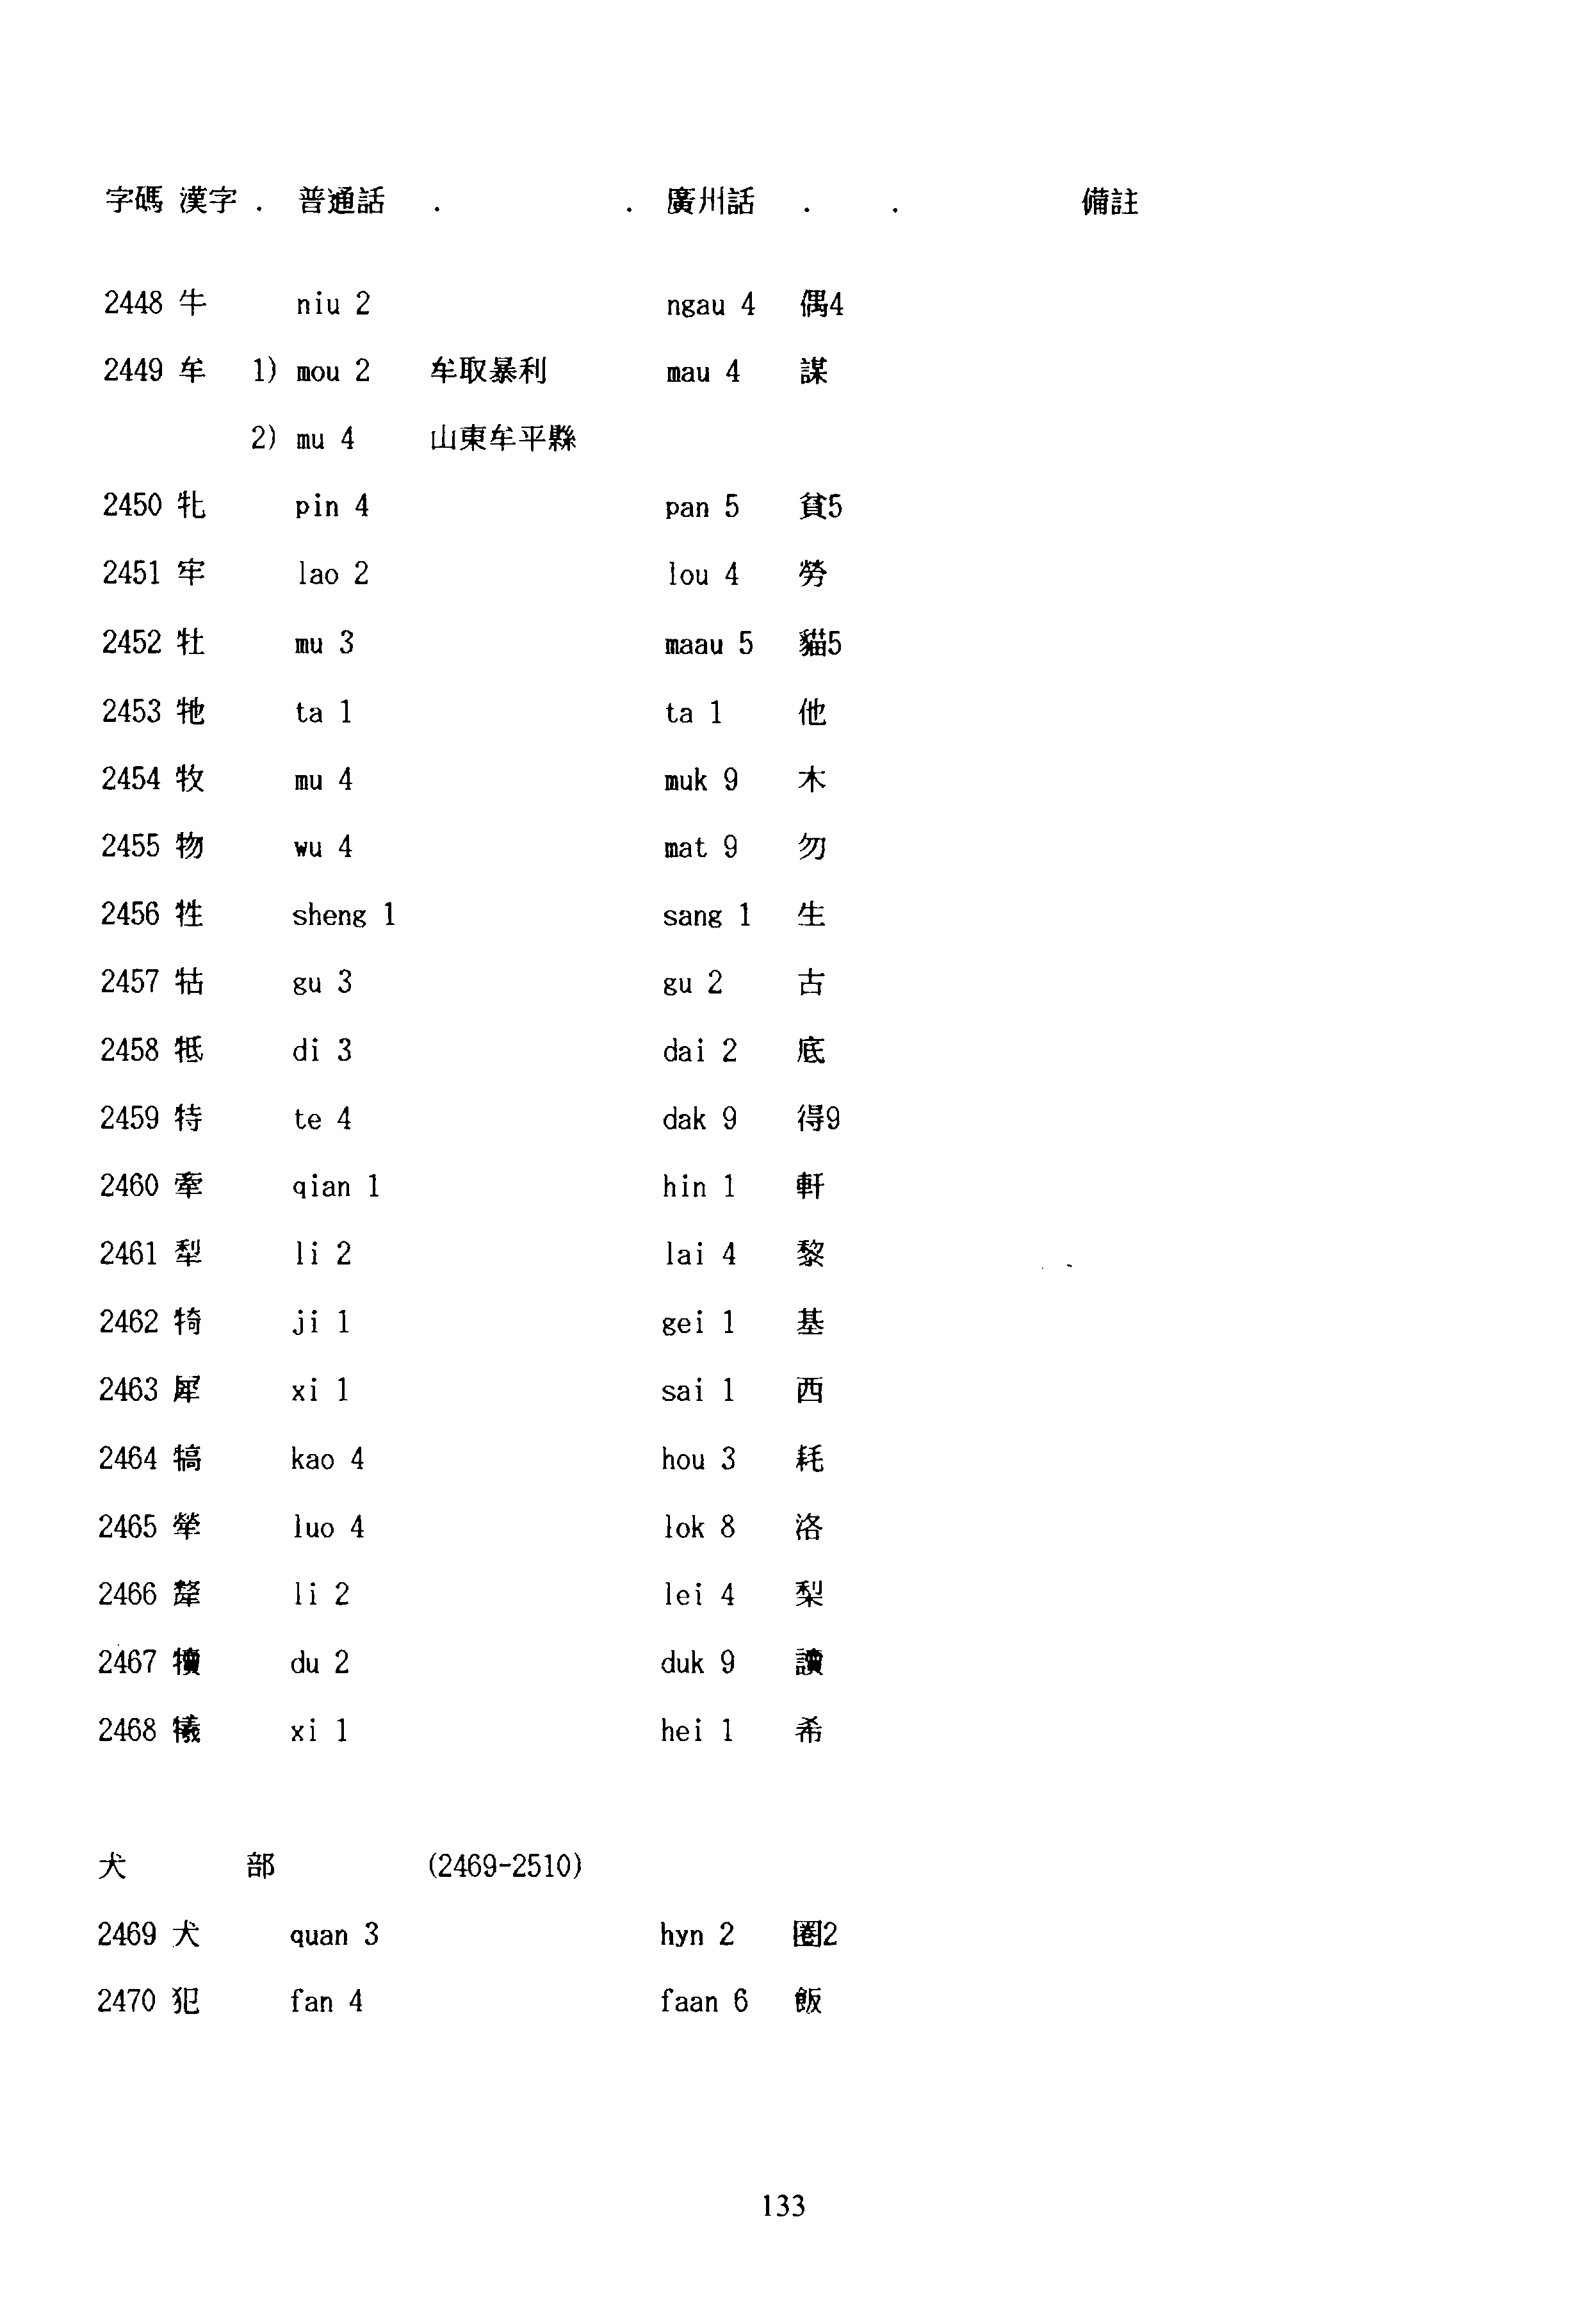 字碼 漢字 . 普通話 . . 廣州話 . . 備註
2448 牛 niu 2 ngau 4 偶4
2449 牟 1) mou 2 牟取暴利 mau 4 謀
2) mu 4 山東牟平縣
2450 牝 pin 4 pan 5 貧5
2451 牢 lao 2 lou 4 勞
2452 牡 mu 3 maau 5 貓5
2453 牠 ta 1 ta 1 他
2454 牧 mu 4 muk 9 木
2455 物 wu 4 mat 9 勿
2456 牲 sheng 1 sang 1 生
2457 牯 gu 3 gu 2 古
2458 牴 di 3 dai 2 底
2459 特 te 4 dak 9 得9
2460 牽 qian 1 hin 1 軒
2461 犁 li 2 lai 4 黎
2462 犄 ji 1 gei 1 基
2463 犀 xi 1 sai 1 西
2464 犒 kao 4 hou 3 耗
2465 犖 luo 4 lok 8 洛
2466 犛 li 2 lei 4 梨
2467 犢 du 2 duk 9 讀
2468 犧 xi 1 hei 1 希
犬 部 (2469-2510)
2469 犬 quan 3 hyn 2 圈2
2470 犯 fan 4 faan 6 飯
133